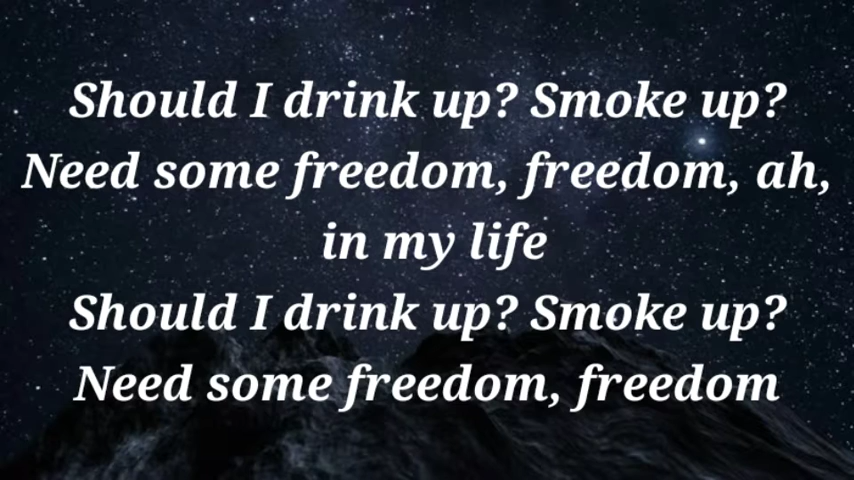 Should I drink up? Smoke up?
Need some freedom, freedom, ah,
in my life
Should I drink up? Smoke up?
Need some freedom, freedom